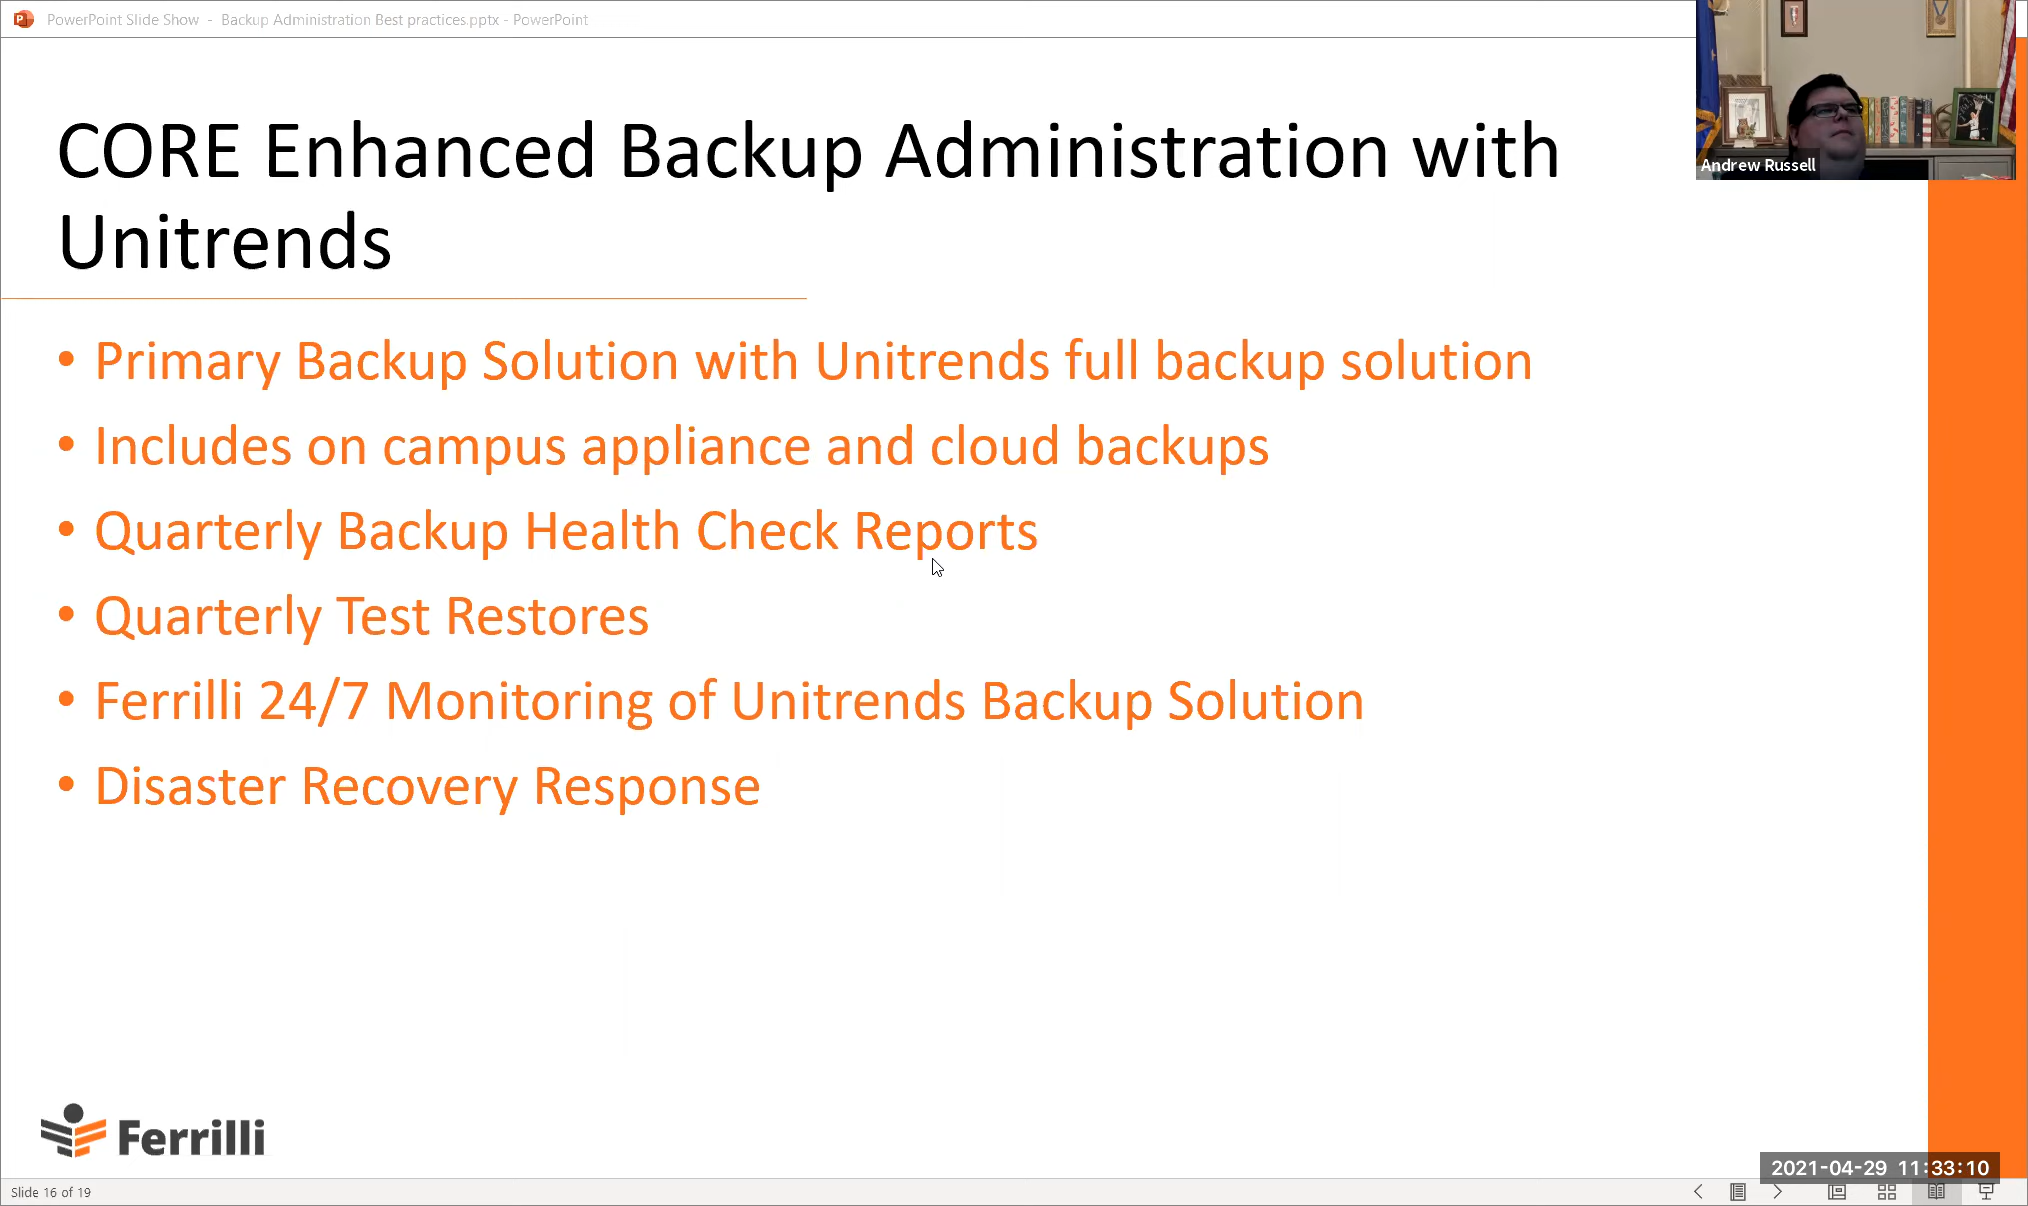 PowerPoint Slide Show - Backup Administration Best practices.pptx - PowerPoint
Andrew Russell
CORE Enhanced Backup Administration with
Unitrends
• Primary Backup Solution with Unitrends full backup solution
• Includes on campus appliance and cloud backups
• Quarterly Backup Health Check Reports
• Quarterly Test Restores
• Ferrilli 24/7 Monitoring of Unitrends Backup Solution
• Disaster Recovery Response
Ferrilli
2021-04-29 11:33:10
Slide 16 of 19